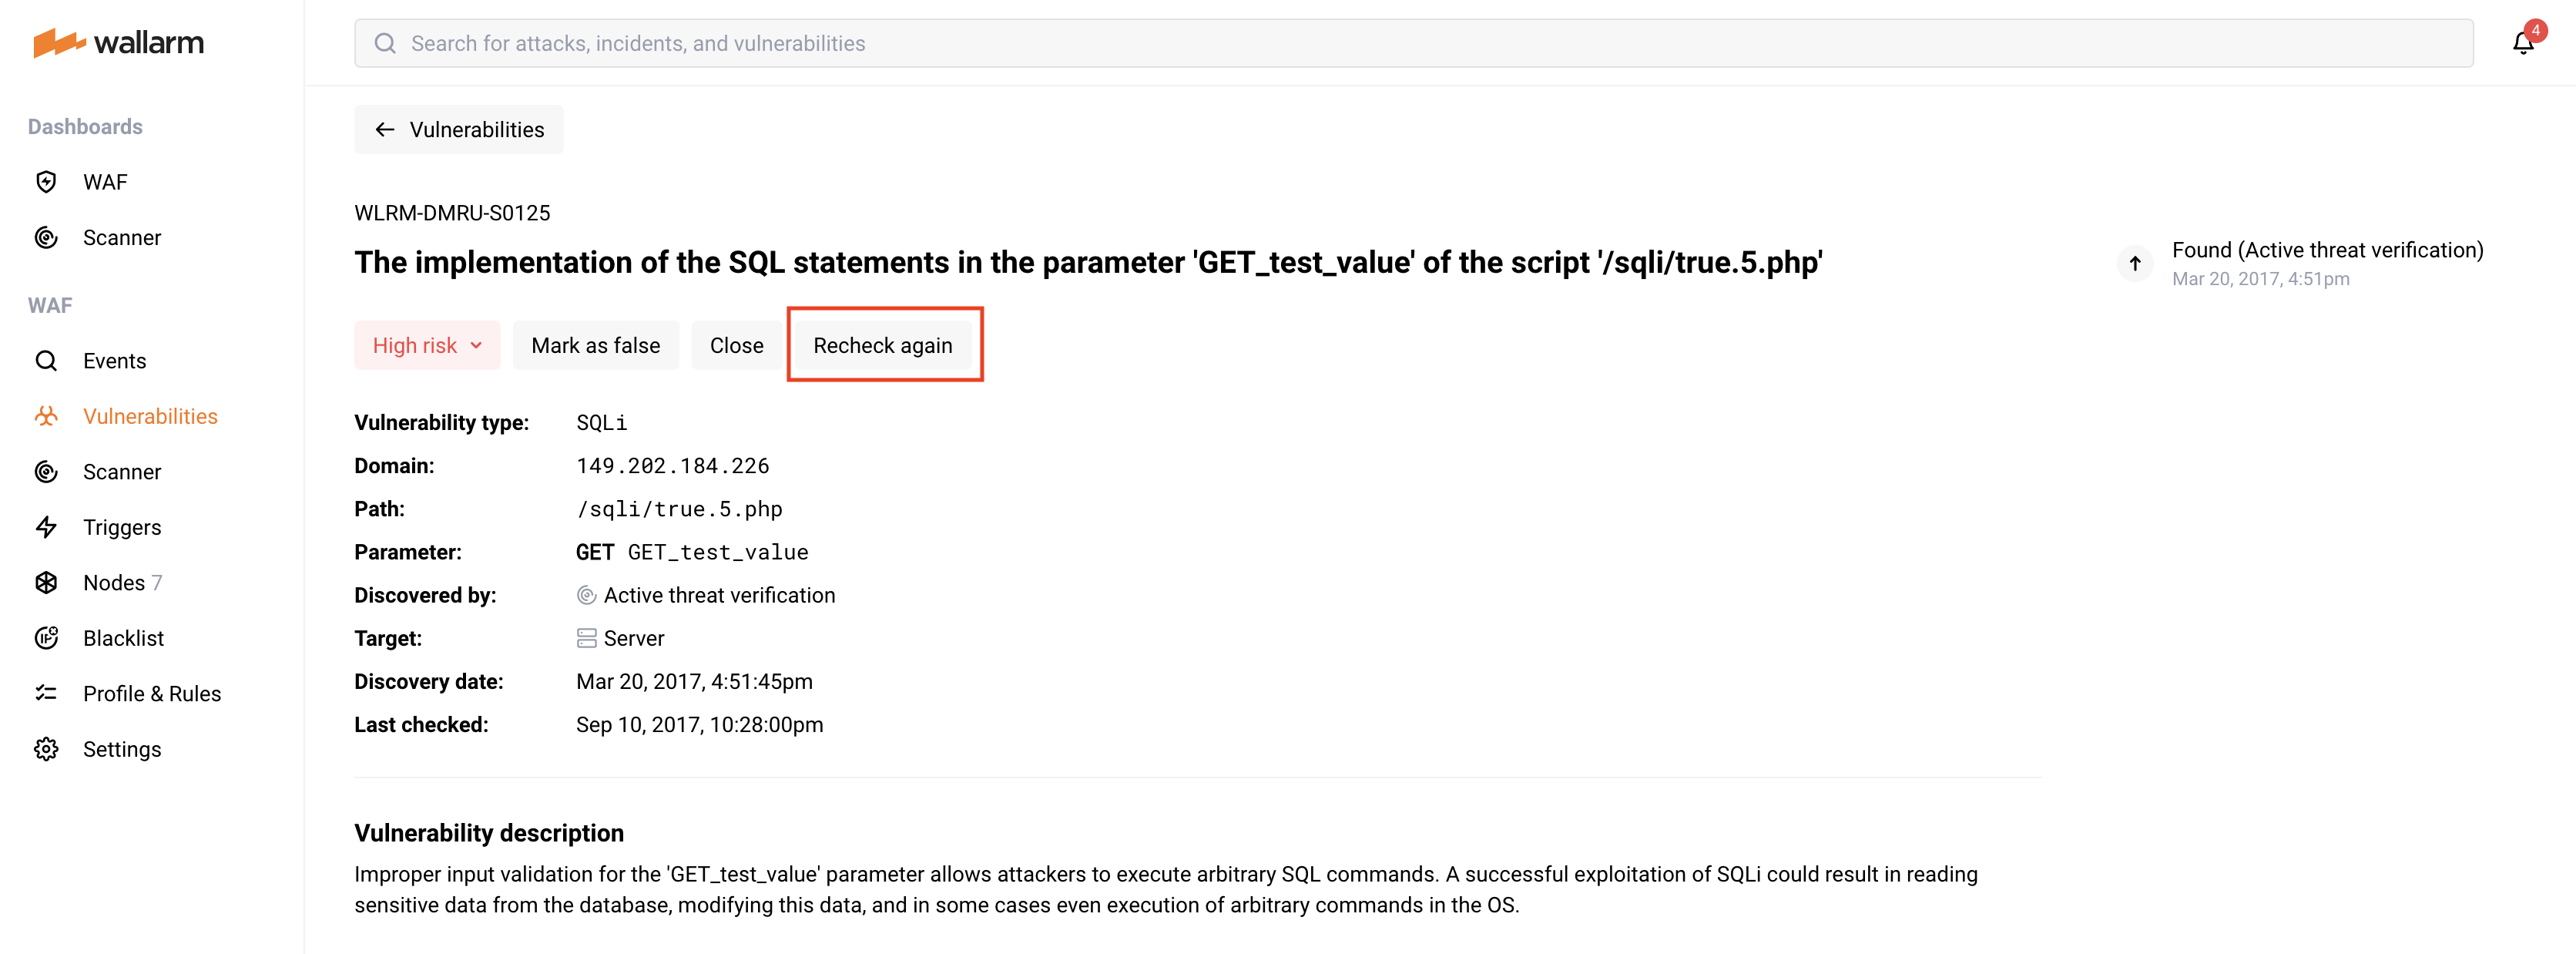 wallarm
Search for attacks, incidents, and vulnerabilities
4
Dashboards
WAF
Scanner
WAF
Events
Vulnerabilities
Scanner
Triggers
Nodes 7
Blacklist
Profile & Rules
Settings
Vulnerabilities
WLRM-DMRU-S0125
The implementation of the SQL statements in the parameter 'GET_test_value' of the script '/sqli/true.5.php'
Found (Active threat verification)
Mar 20, 2017, 4:51pm
High risk Mark as false Close Recheck again
Vulnerability type: SQLi
Domain: 149.202.184.226
Path: /sqli/true.5.php
Parameter: GET GET_test_value
Discovered by: Active threat verification
Target: Server
Discovery date: Mar 20, 2017, 4:51:45pm
Last checked: Sep 10, 2017, 10:28:00pm
Vulnerability description
Improper input validation for the 'GET_test_value' parameter allows attackers to execute arbitrary SQL commands. A successful exploitation of SQLi could result in reading
sensitive data from the database, modifying this data, and in some cases even execution of arbitrary commands in the OS.